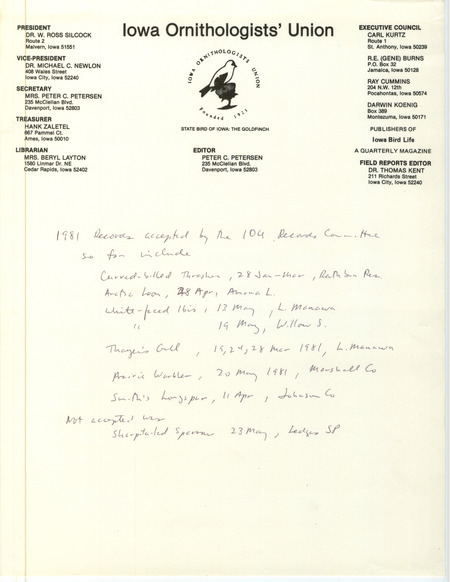 Iowa Ornithologists' Union
PRESIDENT
DR. W. ROSS SILCOCK
Route 2
Malvern, Iowa 51551
VICE-PRESIDENT
DR. MICHAEL C. NEWLON
408 Wales Street
Iowa City, Iowa 52240
SECRETARY
MRS. PETER C. PETERSEN
235 McClellan Blvd.
Davenport, Iowa 52803
TREASURER
HANK ZALETEL
667 Pammel Ct.
Ames, Iowa 50010
LIBRARIAN
MRS. BERYL LAYTON
1560 Linmar Dr. NE
Cedar Rapids, Iowa 52402
IOWA ORNITHOLOGISTS UNION
Founded 1923
STATE BIRD OF IOWA: THE GOLDFINCH
EDITOR
PETER C. PETERSEN
235 McClellan Blvd.
Davenport, Iowa 52803
EXECUTIVE COUNCIL
CARL KURTZ
Route 1
St. Anthony, Iowa 50239
R.E. (GENE) BURNS
P.O. Box 32
Jamaica, Iowa 50128
RAY CUMMINS
204 N.W. 12th
Pocahontas, Iowa 50574
DARWIN KOENIG
Box 389
Montezuma, Iowa 50171
PUBLISHERS OF
Iowa Bird Life
A QUARTERLY MAGAZINE
FIELD REPORTS EDITOR
DR. THOMAS KENT
211 Richards Street
Iowa City, Iowa 52240
1981 Records accepted by the IOU Records Committee
so far include
Curved-billed Thrasher, 28 Jan-Mar, Rathbun Res.
Arctic Loon, 28 Apr, L.
White-faced Ibis, 13 May, L. Manawa
" 19 May, Willow S.
Thayer's Gull, 19, 24, 28 Mar 1981, L. Manawa
Prairie Warbler, 20 May 1981, Marshall Co
Smith's Longspur, 11 Apr, Johnson Co
Not accepted was
Sharp-tailed Sparrow 23 May, Ledges SP